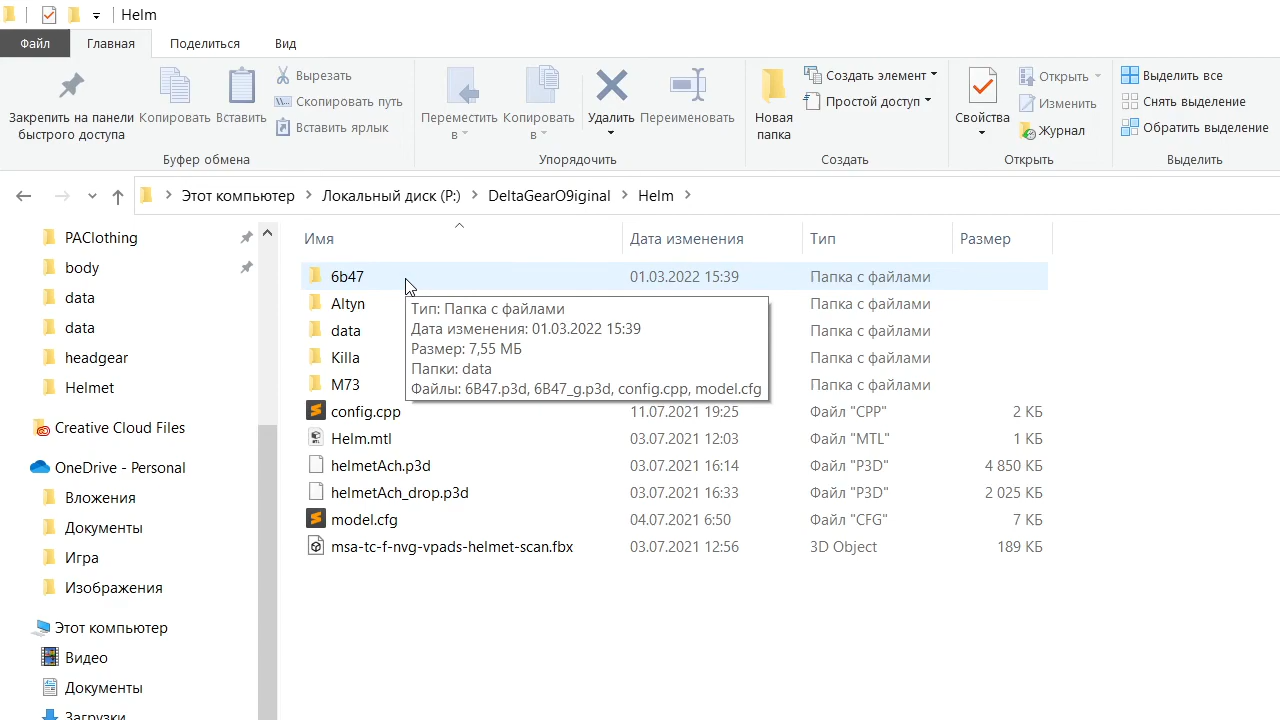 Helm
Файл Главная Поделиться Вид
Закрепить на панели быстрого доступа
Копировать
Вставить
Вырезать
Скопировать путь
Вставить ярлык
Буфер обмена
Переместить в
Копировать в
Удалить
Переименовать
Упорядочить
Новая папка
Создать элемент
Простой доступ
Создать
Свойства
Открыть
Изменить
Журнал
Открыть
Выделить все
Снять выделение
Обратить выделение
Выделить
Этот компьютер > Локальный диск (P:) > DeltaGearO9iginal > Helm >
PAClothing
body
data
data
headgear
Helmet
Creative Cloud Files
OneDrive - Personal
Вложения
Документы
Игра
Изображения
Этот компьютер
Видео
Документы
Загрузки
Имя Дата изменения Тип Размер
6b47 01.03.2022 15:39 Папка с файлами
Altyn Папка с файлами
data Папка с файлами
Killa Папка с файлами
M73 Папка с файлами
config.cpp 11.07.2021 19:25 Файл "CPP" 2 КБ
Helm.mtl 03.07.2021 12:03 Файл "MTL" 1 КБ
helmetAch.p3d 03.07.2021 16:14 Файл "P3D" 4 850 КБ
helmetAch_drop.p3d 03.07.2021 16:33 Файл "P3D" 2 025 КБ
model.cfg 04.07.2021 6:50 Файл "CFG" 7 КБ
msa-tc-f-nvg-vpads-helmet-scan.fbx 03.07.2021 12:56 3D Object 189 КБ
Тип: Папка с файлами
Дата изменения: 01.03.2022 15:39
Размер: 7,55 МБ
Папки: data
Файлы: 6B47.p3d, 6B47_g.p3d, config.cpp, model.cfg